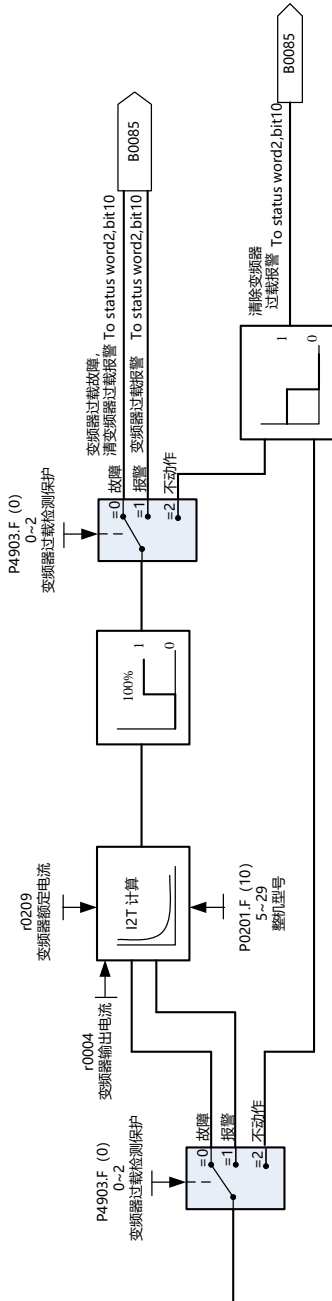 P4903.F (0)
0~2
变频器过载检测保护
=0 故障
=1 报警
=2 不动作
r0004
变频器输出电流
r0209
变频器额定电流
I2T 计算
P0201.F (10)
5~29
整机型号
100%
1
0
P4903.F (0)
0~2
变频器过载检测保护
=0 故障
=1 报警
=2 不动作
变频器过载故障,
清变频器过载报警 To status word2,bit10
变频器过载报警 To status word2,bit10
B0085
1
0
清除变频器
过载报警 To status word2,bit10
B0085